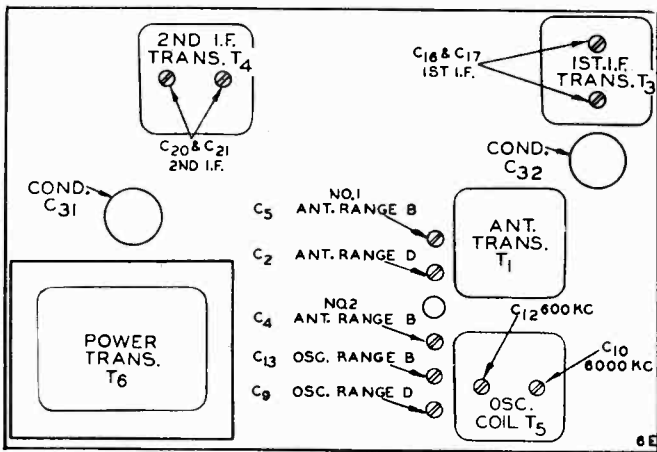 2ND I.F.
TRANS. T4
C20 & C21
2ND I.F.
C16 & C17
1ST I.F.
1ST. I.F.
TRANS. T3
COND.
C32
COND.
C31
NO.1
C5 ANT. RANGE B
C2 ANT. RANGE D
NO.2
C4 ANT. RANGE B
C13 OSC. RANGE B
C9 OSC. RANGE D
ANT.
TRANS.
T1
C12 600 KC
C10
6000 KC
OSC.
COIL T5
POWER
TRANS.
T6
6E